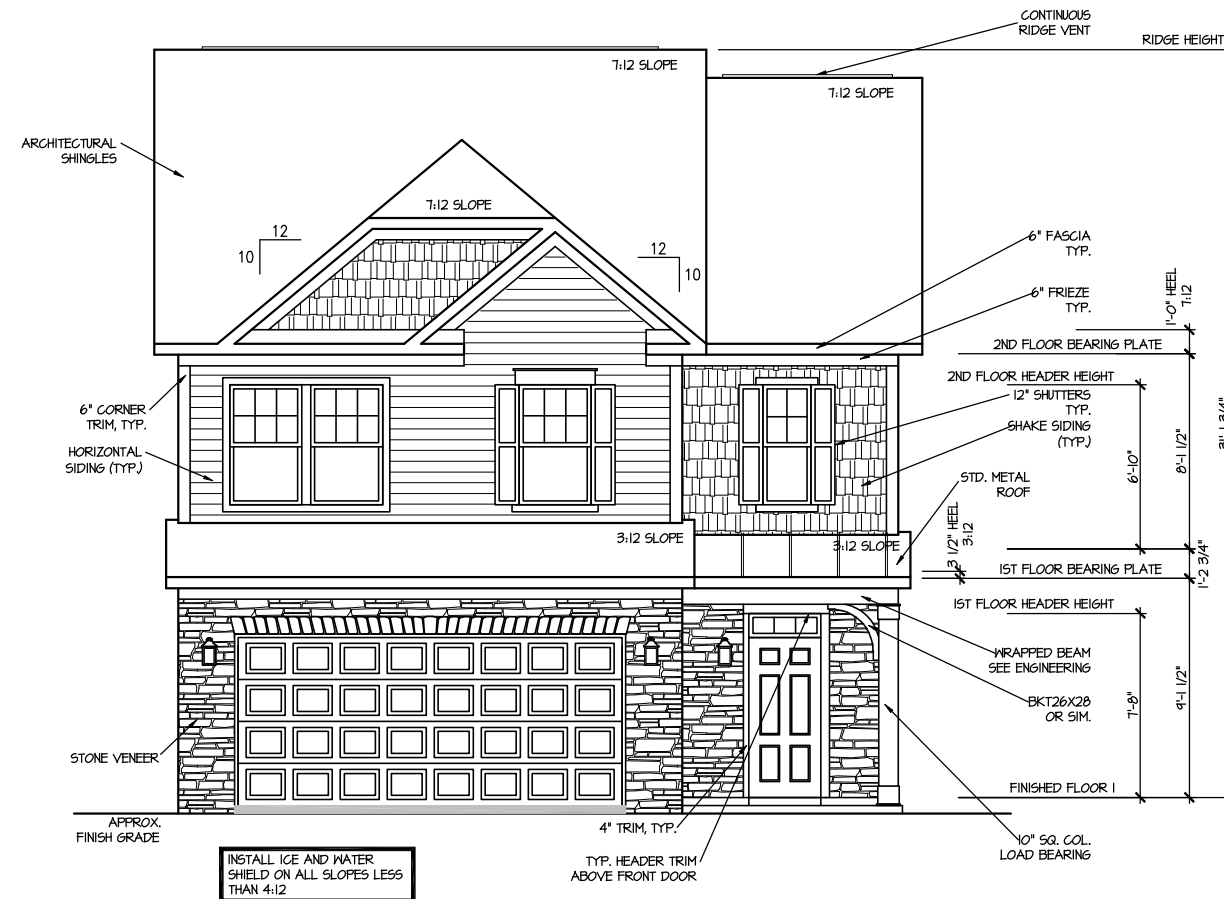 CONTINUOUS
RIDGE VENT
RIDGE HEIGHT
7:12 SLOPE
7:12 SLOPE
ARCHITECTURAL
SHINGLES
7:12 SLOPE
12
10
12
10
6" FASCIA
TYP.
6" FRIEZE
TYP.
1'-0" HEEL
7:12
2ND FLOOR BEARING PLATE
2ND FLOOR HEADER HEIGHT
12" SHUTTERS
TYP.
SHAKE SIDING
(TYP.)
6" CORNER
TRIM, TYP.
HORIZONTAL
SIDING (TYP.)
6'-10"
8'-1 1/2"
STD. METAL
ROOF
3:12 SLOPE
3:12 SLOPE
3 1/2" HEEL
3:12
1'-2 3/4"
1ST FLOOR BEARING PLATE
1ST FLOOR HEADER HEIGHT
WRAPPED BEAM
SEE ENGINEERING
BKT26X28
OR SIM.
7'-8"
9'-1 1/2"
STONE VENEER
FINISHED FLOOR 1
APPROX.
FINISH GRADE
4" TRIM, TYP.
TYP. HEADER TRIM
ABOVE FRONT DOOR
10" SQ. COL.
LOAD BEARING
INSTALL ICE AND WATER
SHIELD ON ALL SLOPES LESS
THAN 4:12